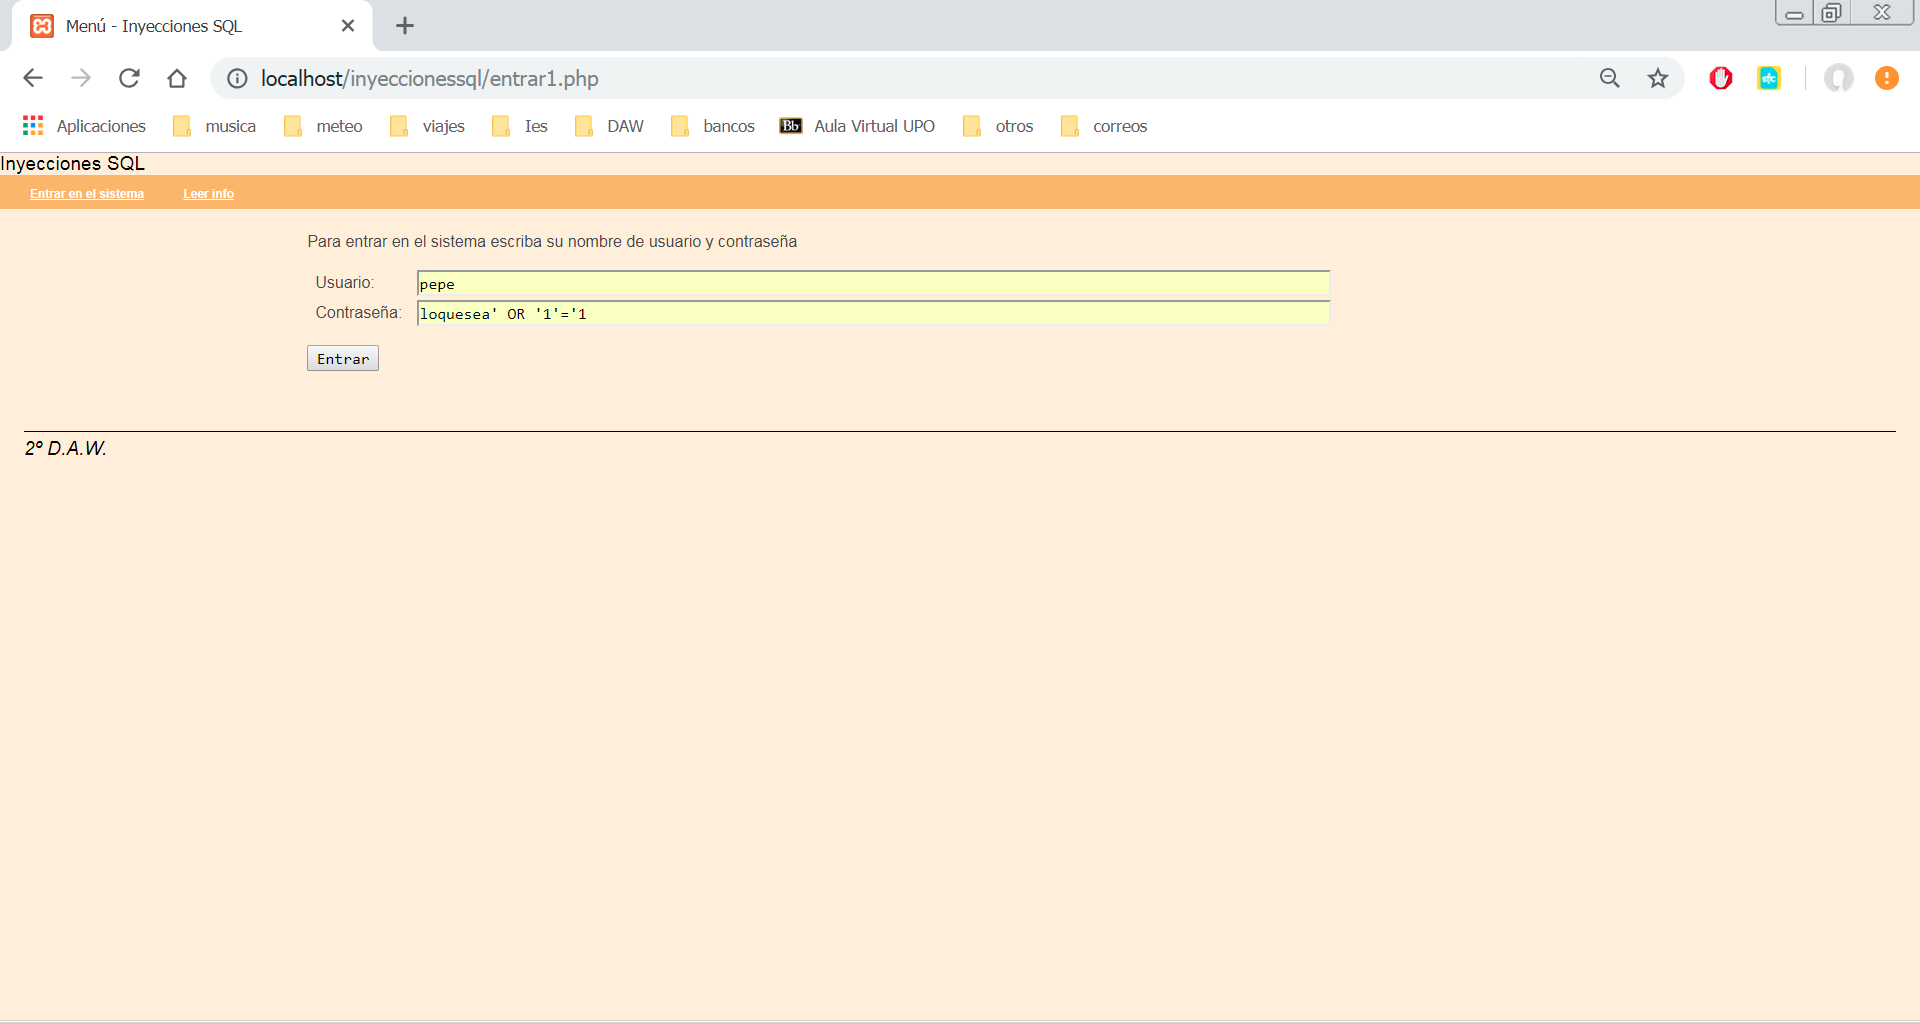 Menú - Inyecciones SQL
localhost/inyeccionessql/entrar1.php
Aplicaciones musica meteo viajes Ies DAW bancos Bb Aula Virtual UPO otros correos
Inyecciones SQL
Entrar en el sistema Leer info
Para entrar en el sistema escriba su nombre de usuario y contraseña
Usuario: pepe
Contraseña: loquesea' OR '1'='1
Entrar
2º D.A.W.